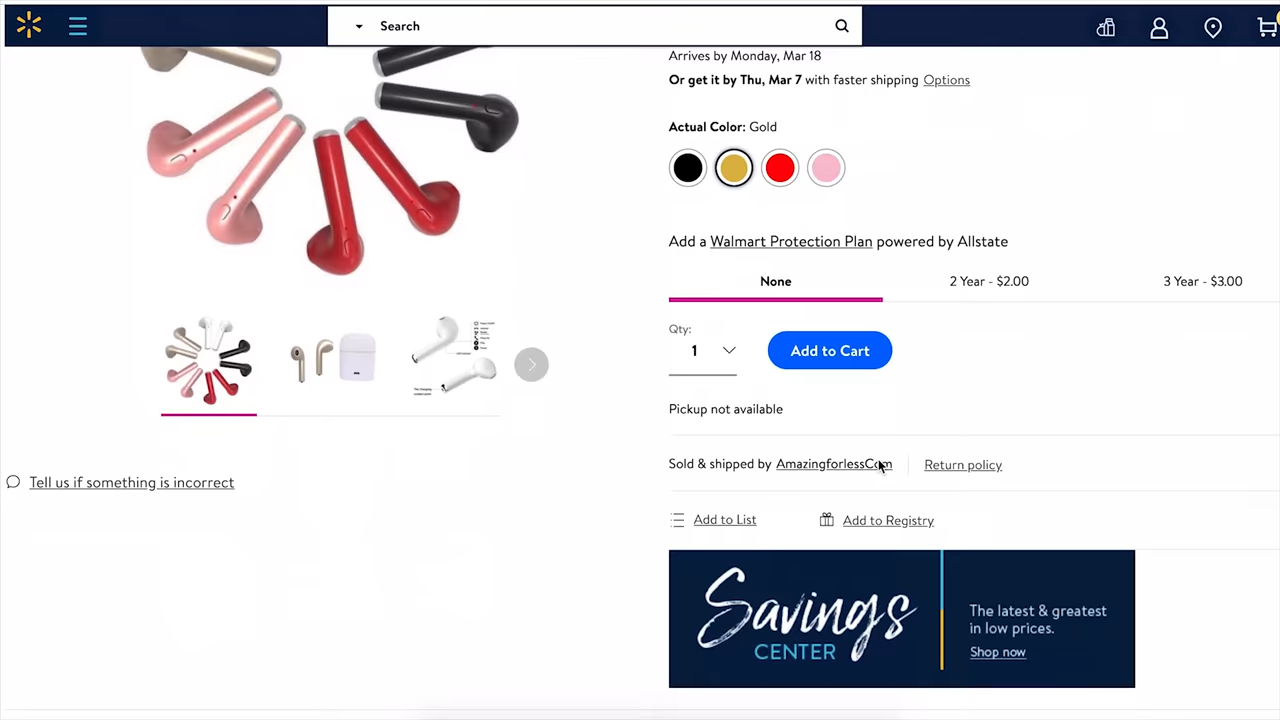 Search
Arrives by Monday, Mar 18
Or get it by Thu, Mar 7 with faster shipping Options
Actual Color: Gold
Add a Walmart Protection Plan powered by Allstate
None
2 Year - $2.00
3 Year - $3.00
Qty:
1
Add to Cart
Pickup not available
Sold & shipped by AmazingforlessCom
Return policy
Tell us if something is incorrect
Add to List
Add to Registry
Savings
CENTER
The latest & greatest
in low prices.
Shop now